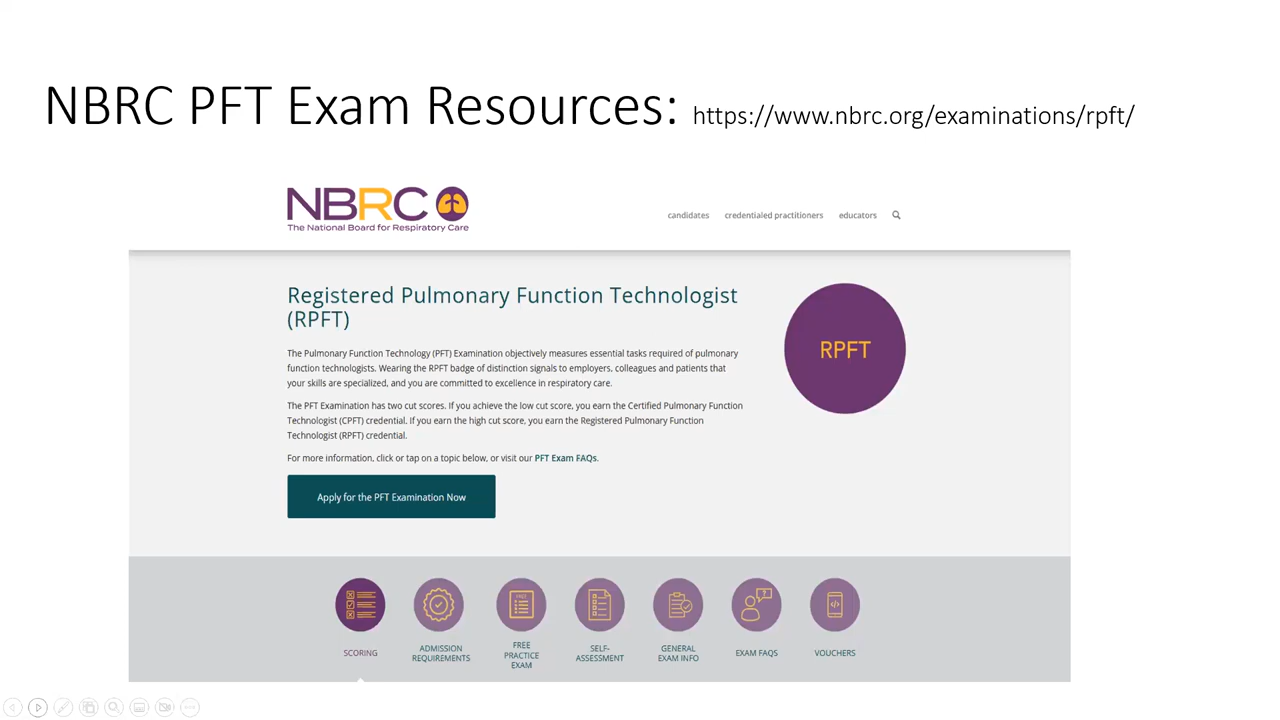 NBRC PFT Exam Resources: https://www.nbrc.org/examinations/rpft/
NBRC
The National Board for Respiratory Care
candidates credentialed practitioners educators
Registered Pulmonary Function Technologist
(RPFT)
RPFT
The Pulmonary Function Technology (PFT) Examination objectively measures essential tasks required of pulmonary
function technologists. Wearing the RPFT badge of distinction signals to employers, colleagues and patients that
your skills are specialized, and you are committed to excellence in respiratory care.
The PFT Examination has two cut scores. If you achieve the low cut score, you earn the Certified Pulmonary Function
Technologist (CPFT) credential. If you earn the high cut score, you earn the Registered Pulmonary Function
Technologist (RPFT) credential.
For more information, click or tap on a topic below, or visit our PFT Exam FAQs.
Apply for the PFT Examination Now
FREE
SCORING
ADMISSION
REQUIREMENTS
FREE
PRACTICE
EXAM
SELF-
ASSESSMENT
GENERAL
EXAM INFO
EXAM FAQS
VOUCHERS